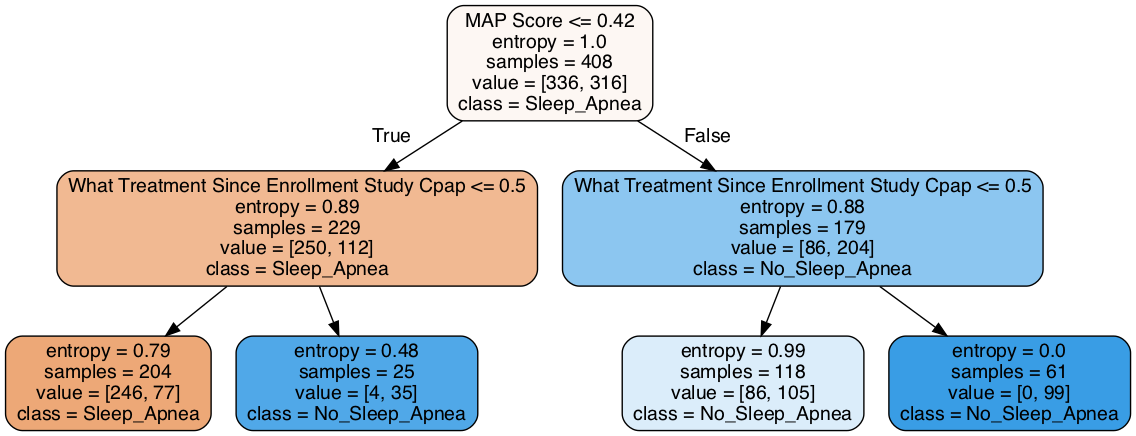 MAP Score <= 0.42
entropy = 1.0
samples = 408
value = [336, 316]
class = Sleep_Apnea
True
False
What Treatment Since Enrollment Study Cpap <= 0.5
entropy = 0.89
samples = 229
value = [250, 112]
class = Sleep_Apnea
What Treatment Since Enrollment Study Cpap <= 0.5
entropy = 0.88
samples = 179
value = [86, 204]
class = No_Sleep_Apnea
entropy = 0.79
samples = 204
value = [246, 77]
class = Sleep_Apnea
entropy = 0.48
samples = 25
value = [4, 35]
class = No_Sleep_Apnea
entropy = 0.99
samples = 118
value = [86, 105]
class = No_Sleep_Apnea
entropy = 0.0
samples = 61
value = [0, 99]
class = No_Sleep_Apnea